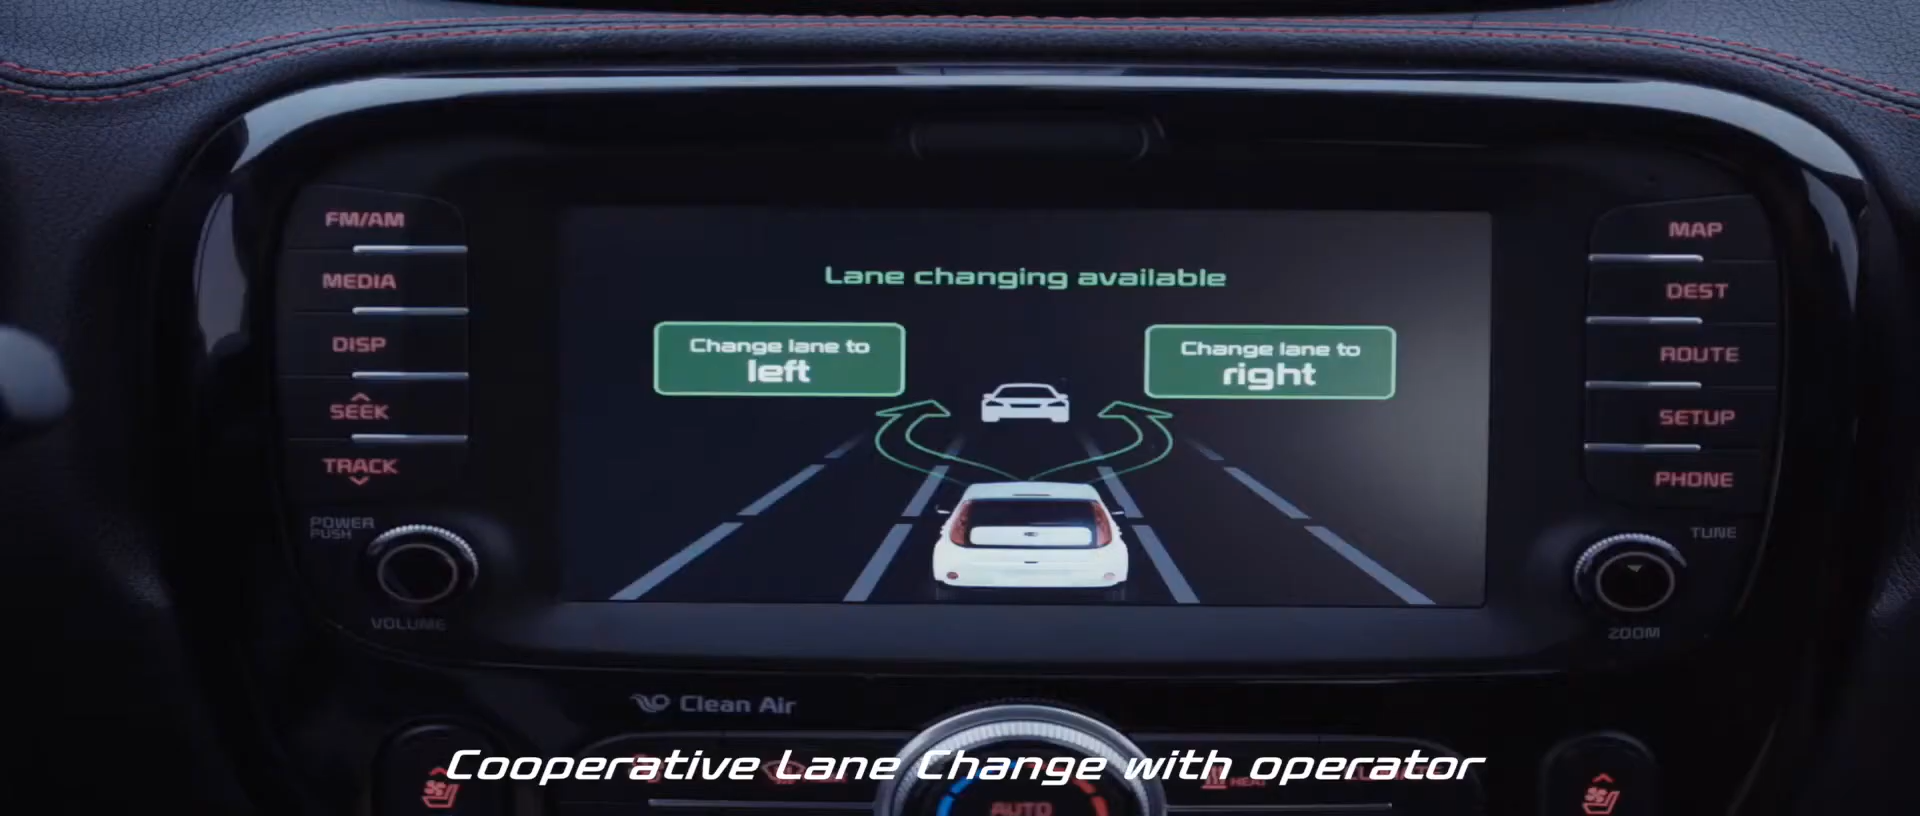 FM/AM
MEDIA
DISP
SEEK
TRACK
POWER
PUSH
VOLUME
Lane changing available
Change lane to
left
Change lane to
right
MAP
DEST
ROUTE
SETUP
PHONE
TUNE
ZOOM
Clean Air
Cooperative Lane Change with operator
HEAT
AUTO